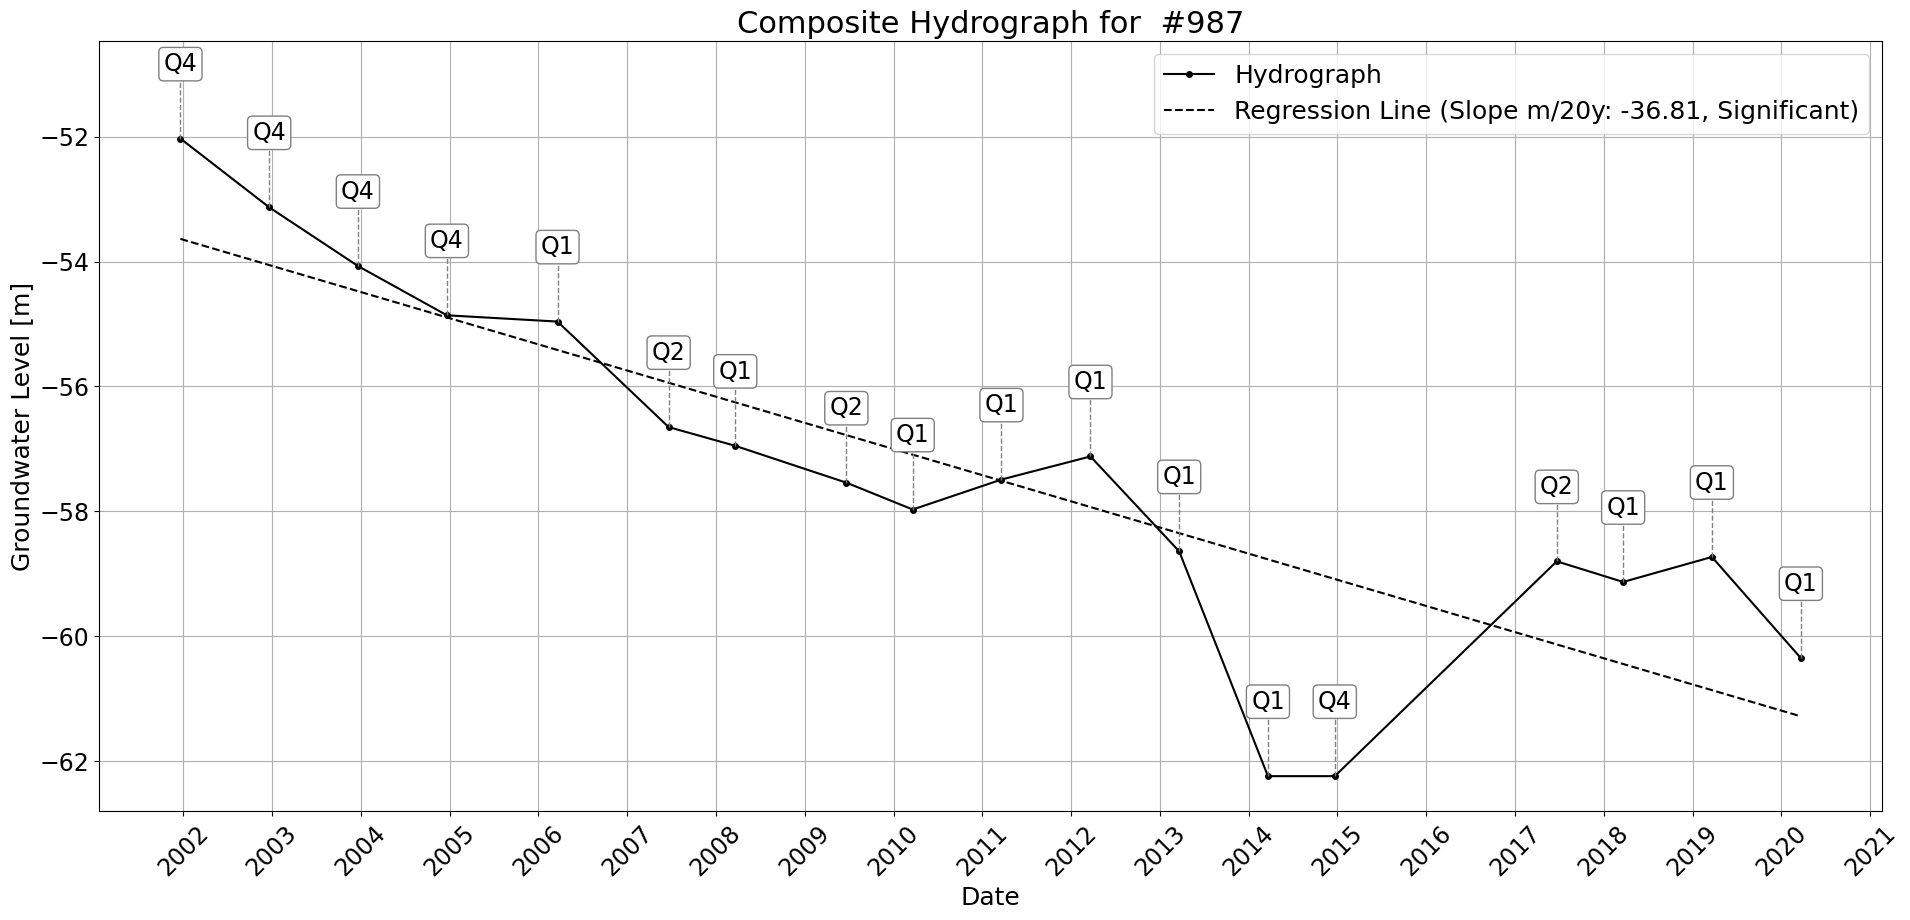 Composite Hydrograph for  #987
Hydrograph
Regression Line (Slope m/20y: -36.81, Significant)
Groundwater Level [m]
−52
−54
−56
−58
−60
−62
Q4
Q4
Q4
Q4
Q1
Q2
Q1
Q2
Q1
Q1
Q1
Q1
Q1
Q4
Q2
Q1
Q1
Q1
2002
2003
2004
2005
2006
2007
2008
2009
2010
2011
2012
2013
2014
2015
2016
2017
2018
2019
2020
2021
Date